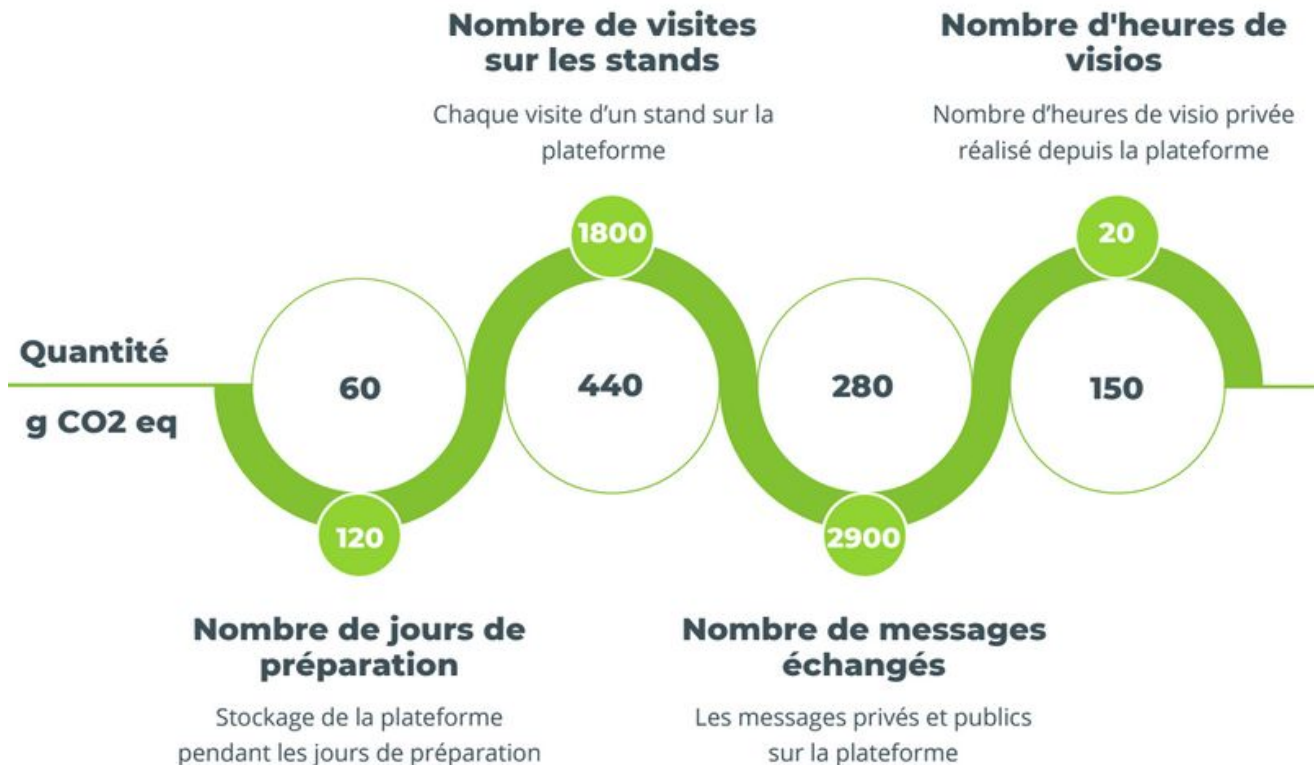 Nombre de visites
sur les stands
Chaque visite d’un stand sur la
plateforme
Nombre d'heures de
visios
Nombre d’heures de visio privée
réalisé depuis la plateforme
1800
20
Quantité
g CO2 eq
60
440
280
150
120
2900
Nombre de jours de
préparation
Stockage de la plateforme
pendant les jours de préparation
Nombre de messages
échangés
Les messages privés et publics
sur la plateforme